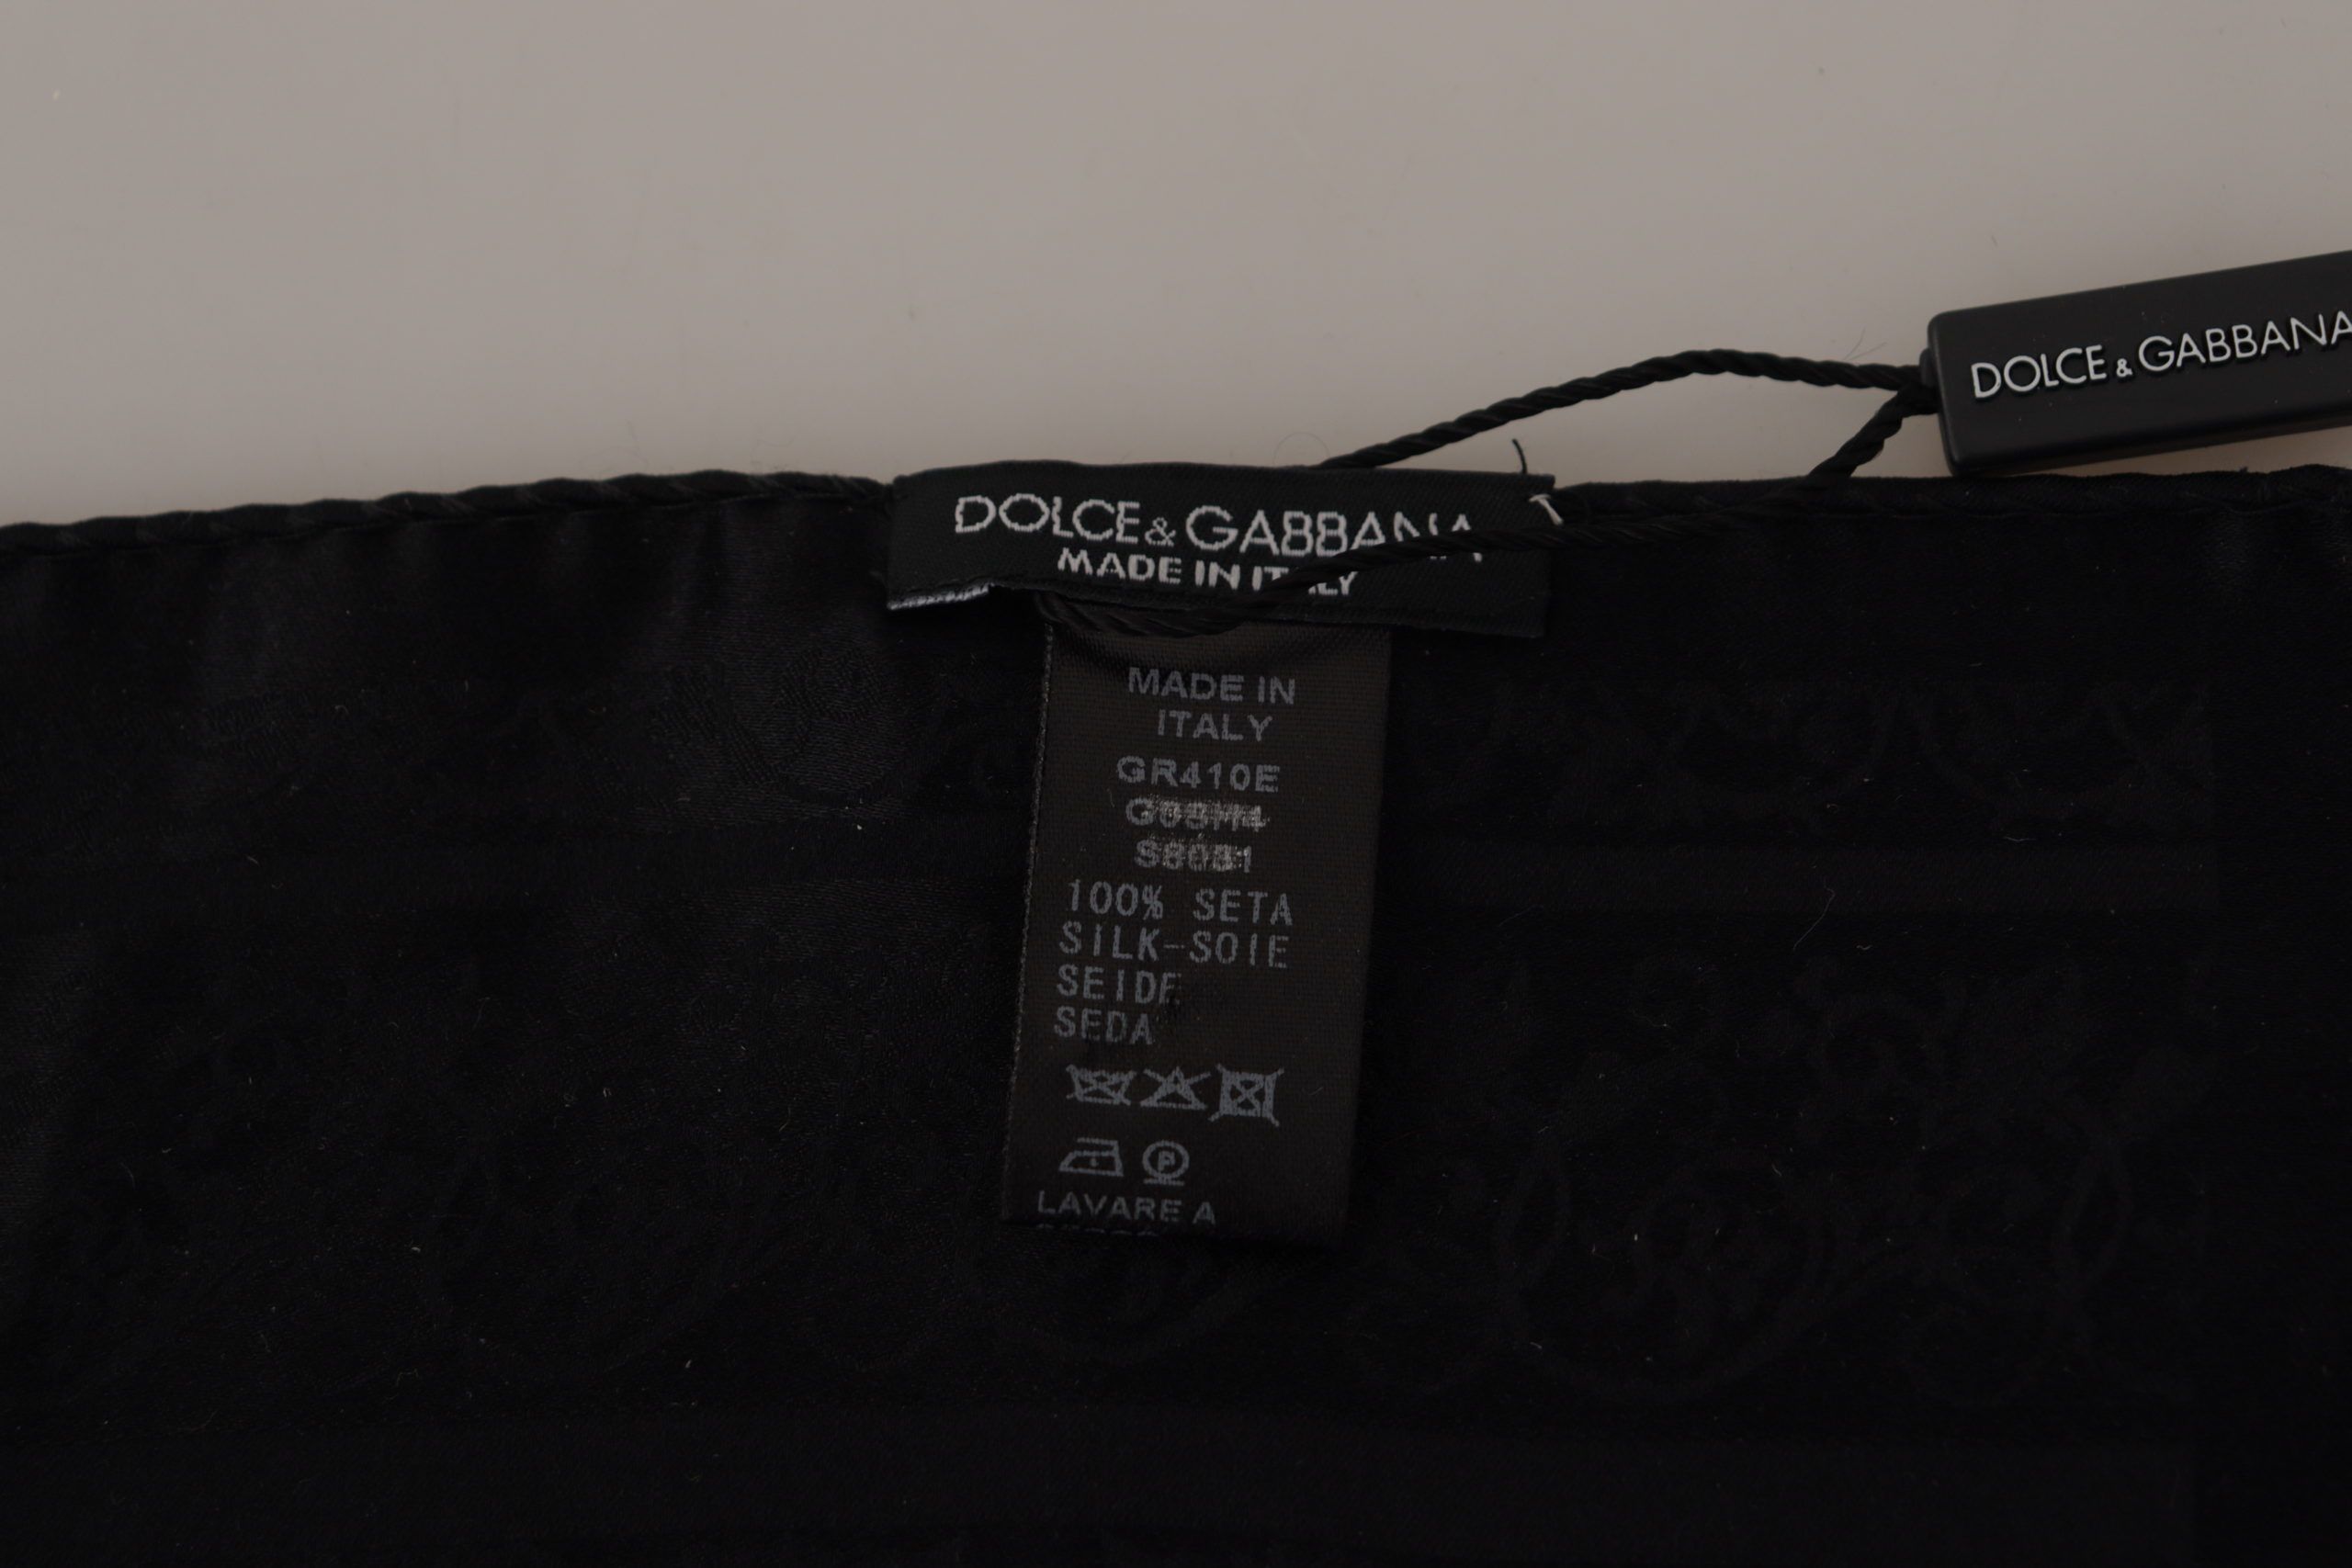 DOLCE & GABBANA
DOLCE & GABBANA
MADE IN ITALY
MADE IN
ITALY
GR410E
100% SETA
SILK-SOIE
SEIDE
SEDA
P
LAVARE A